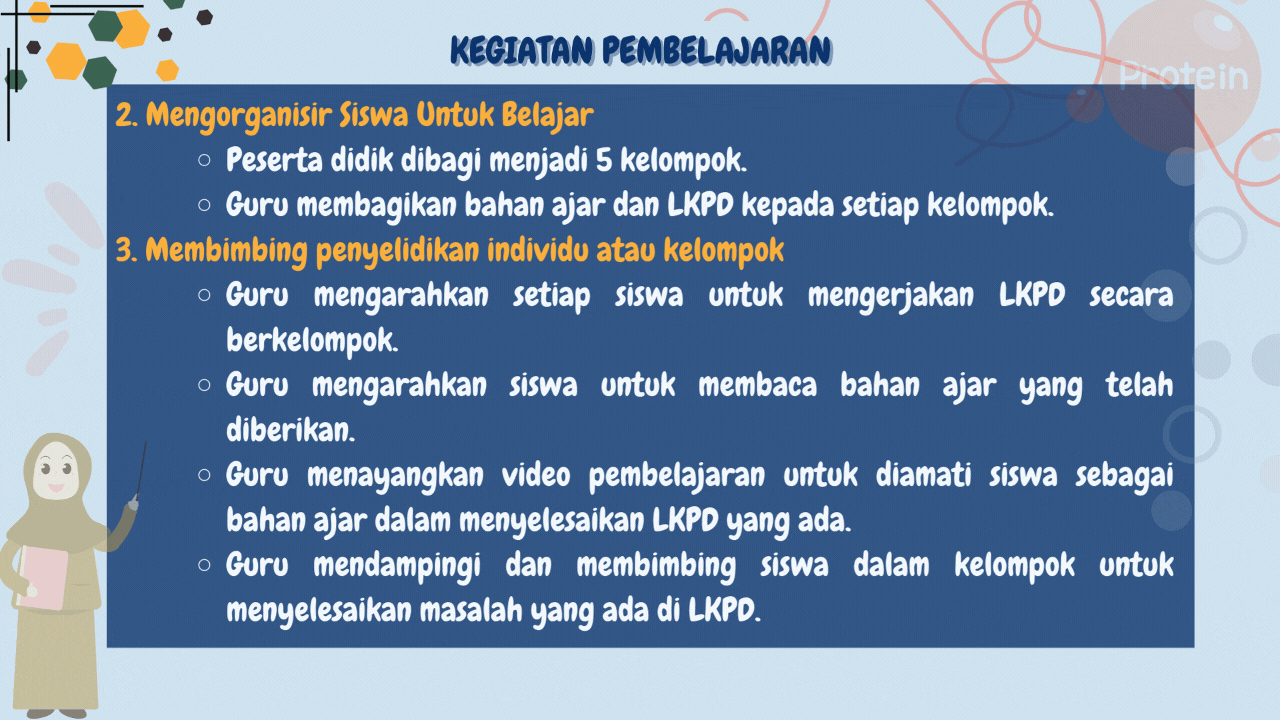 KEGIATAN PEMBELAJARAN
Protein
2. Mengorganisir Siswa Untuk Belajar
○ Peserta didik dibagi menjadi 5 kelompok.
○ Guru membagikan bahan ajar dan LKPD kepada setiap kelompok.
3. Membimbing penyelidikan individu atau kelompok
○ Guru mengarahkan setiap siswa untuk mengerjakan LKPD secara
berkelompok.
○ Guru mengarahkan siswa untuk membaca bahan ajar yang telah
diberikan.
○ Guru menayangkan video pembelajaran untuk diamati siswa sebagai
bahan ajar dalam menyelesaikan LKPD yang ada.
○ Guru mendampingi dan membimbing siswa dalam kelompok untuk
menyelesaikan masalah yang ada di LKPD.